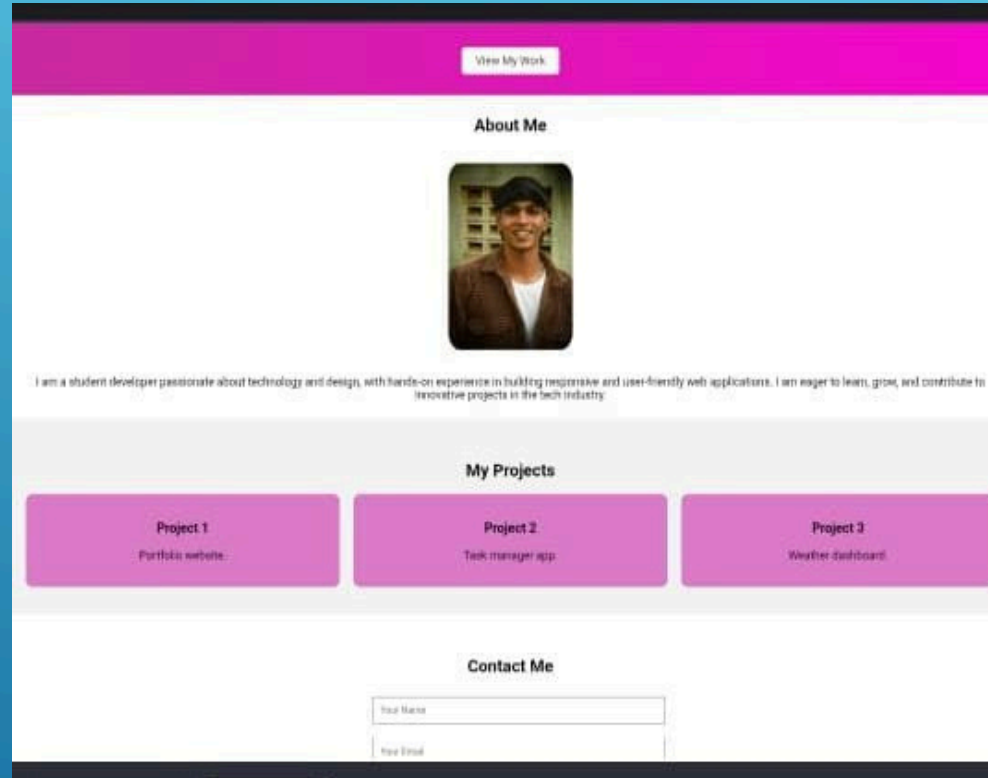 View My Work
About Me
I am a student developer passionate about technology and design, with hands-on experience in building responsive and user-friendly web applications. I am eager to learn, grow, and contribute to
innovative projects in the tech industry.
My Projects
Project 1
Project 2
Project 3
Portfolio website.
Task manager app.
Weather dashboard.
Contact Me
Your Name
Your Email